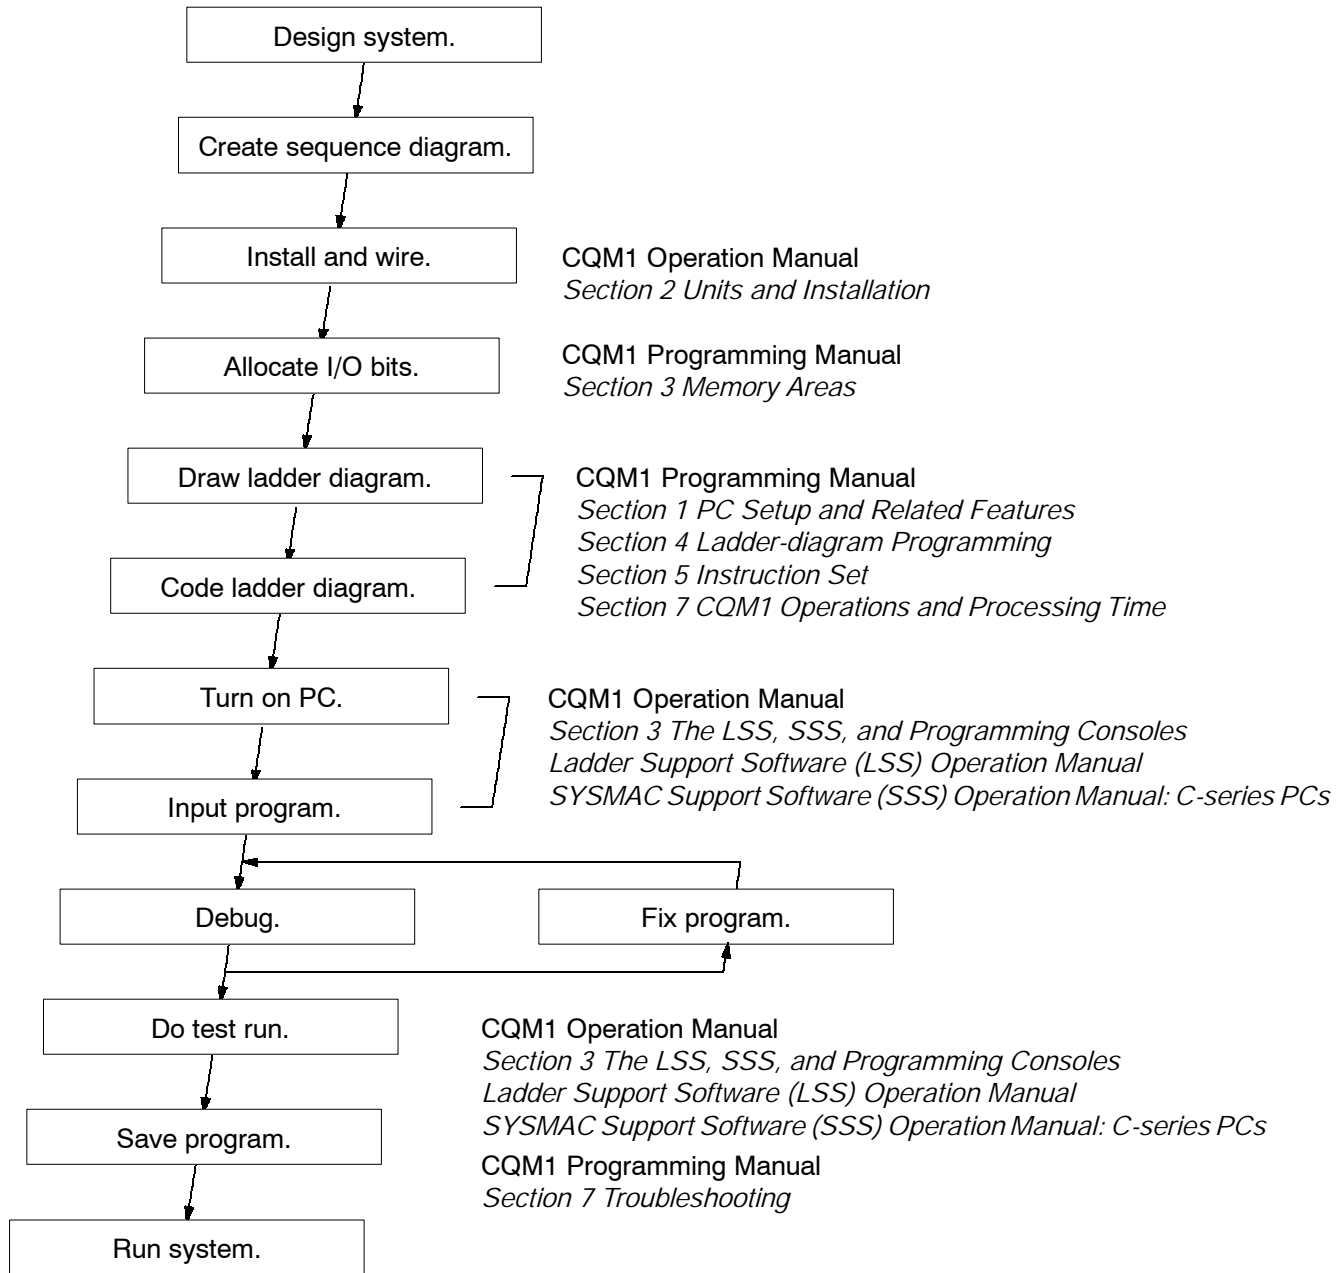 Design system.
Create sequence diagram.
Install and wire.
CQM1 Operation Manual
Section 2 Units and Installation
Allocate I/O bits.
CQM1 Programming Manual
Section 3 Memory Areas
Draw ladder diagram.
CQM1 Programming Manual
Section 1 PC Setup and Related Features
Section 4 Ladder-diagram Programming
Section 5 Instruction Set
Section 7 CQM1 Operations and Processing Time
Code ladder diagram.
Turn on PC.
CQM1 Operation Manual
Section 3 The LSS, SSS, and Programming Consoles
Ladder Support Software (LSS) Operation Manual
SYSMAC Support Software (SSS) Operation Manual: C-series PCs
Input program.
Debug.
Fix program.
Do test run.
CQM1 Operation Manual
Section 3 The LSS, SSS, and Programming Consoles
Ladder Support Software (LSS) Operation Manual
SYSMAC Support Software (SSS) Operation Manual: C-series PCs
Save program.
CQM1 Programming Manual
Section 7 Troubleshooting
Run system.